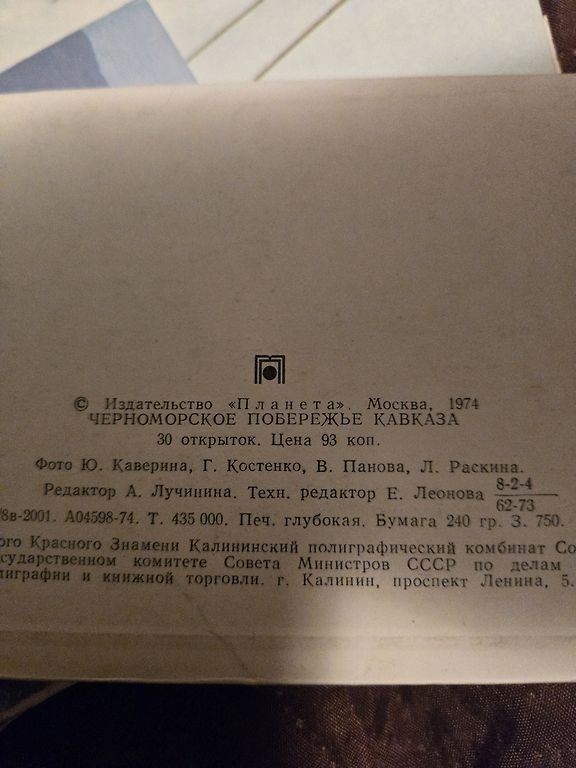 © Издательство «Планета». Москва, 1974
ЧЕРНОМОРСКОЕ ПОБЕРЕЖЬЕ КАВКАЗА
30 открыток. Цена 93 коп.
Фото Ю. Каверина, Г. Костенко, В. Панова, Л. Раскина.
Редактор А. Лучинина. Техн. редактор Е. Леонова 8-2-4
62-73
/8в-2001. А04598-74. Т. 435 000. Печ. глубокая. Бумага 240 гр. З. 750.
ого Красного Знамени Калининский полиграфический комбинат Со
осударственном комитете Совета Министров СССР по делам
лиграфии и книжной торговли. г. Калинин, проспект Ленина, 5.